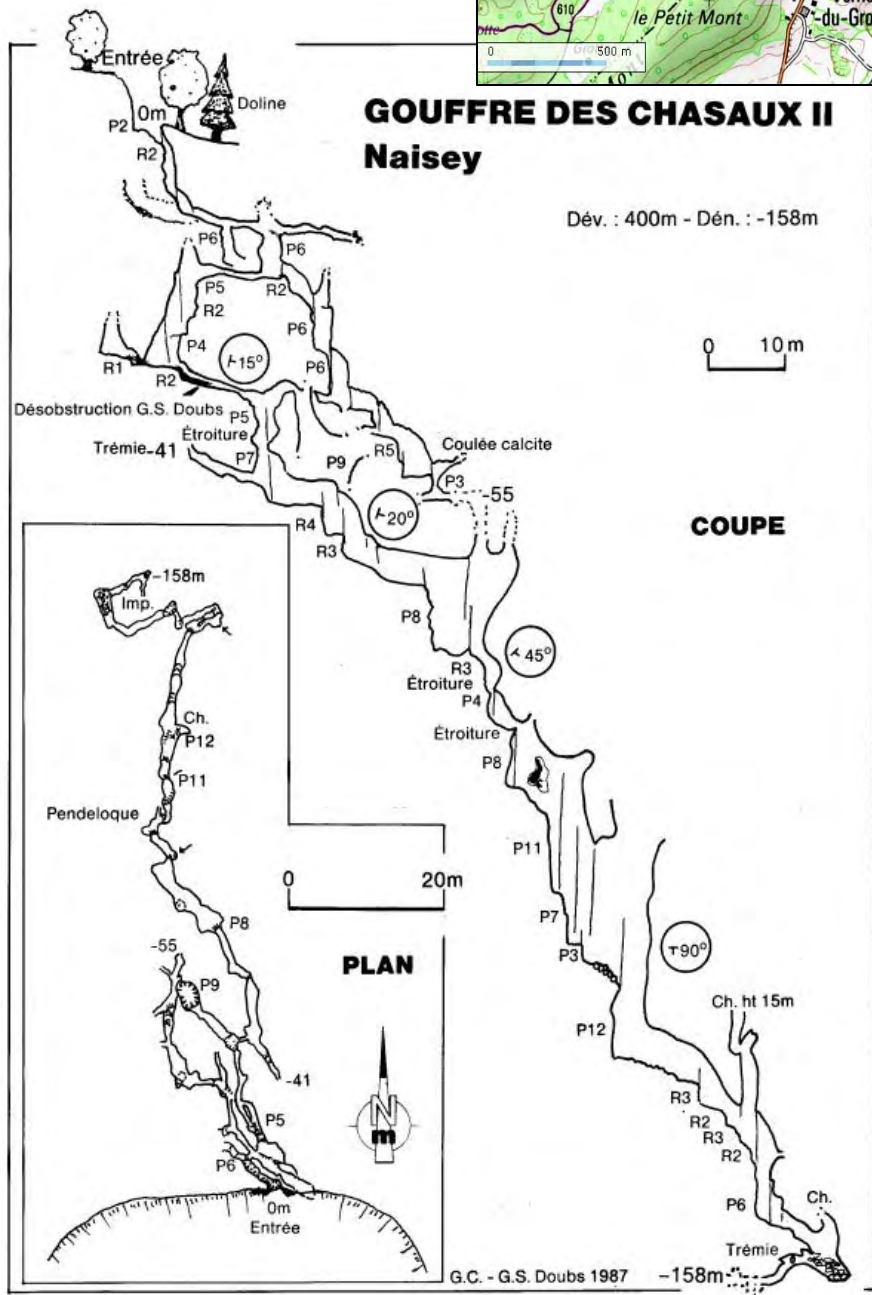 610
le Petit Mont
-du-Gro
0 500 m
GOUFFRE DES CHASAUX II
Naisey
Dév. : 400m - Dén. : -158m
0 10 m
COUPE
Entrée
0m
Doline
P2
R2
P6
P6
P5
R2
R2
P6
P4
15°
P6
R1
R2
Désobstruction G.S. Doubs
P5
Étroiture
Trémie -41
P7
P9
R5
Coulée calcite
P3
-55
20°
R4
R3
P8
R3
45°
Étroiture
P4
Étroiture
P8
P11
P7
P3
90°
P12
Ch. ht 15m
R3
R2
R3
R2
P6
Ch.
Trémie
-158m
G.C. - G.S. Doubs 1987
-158m
Imp.
Ch.
P12
P11
Pendeloque
0 20m
P8
-55
PLAN
P9
-41
N
m
P5
P6
0m
Entrée